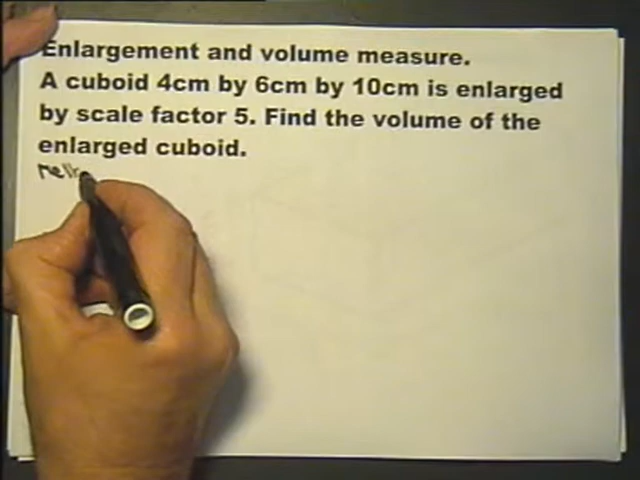 Enlargement and volume measure.
A cuboid 4cm by 6cm by 10cm is enlarged
by scale factor 5. Find the volume of the
enlarged cuboid.